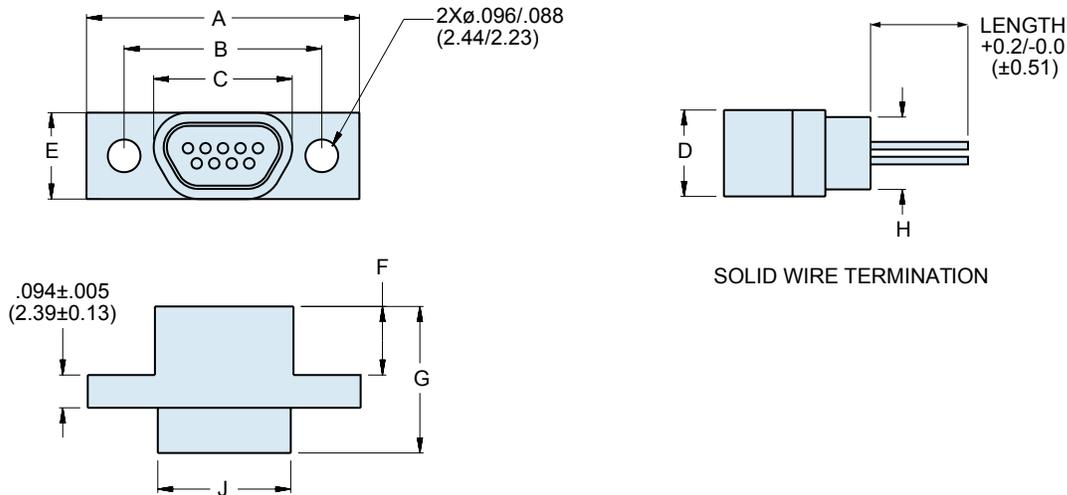 A
2Xø.096/.088
(2.44/2.23)
B
C
E
LENGTH
+0.2/-0.0
(±0.51)
D
H
SOLID WIRE TERMINATION
F
.094±.005
(2.39±0.13)
G
J